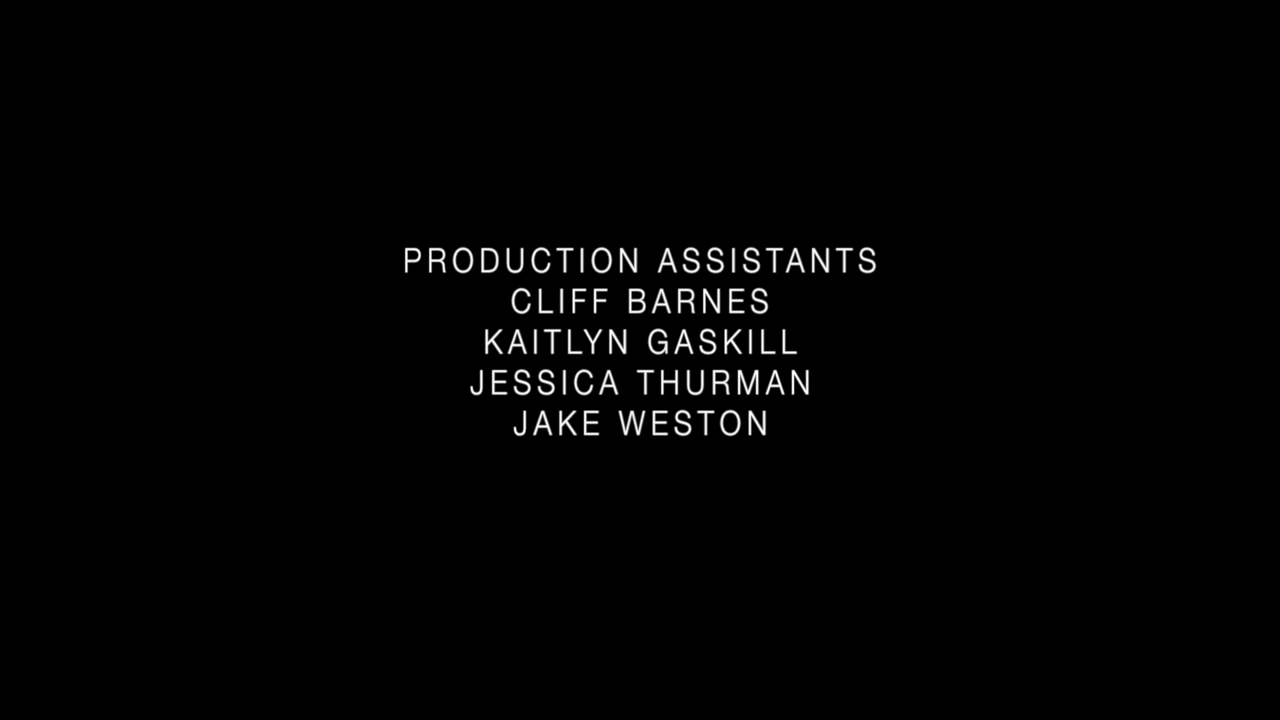 PRODUCTION ASSISTANTS
CLIFF BARNES
KAITLYN GASKILL
JESSICA THURMAN
JAKE WESTON